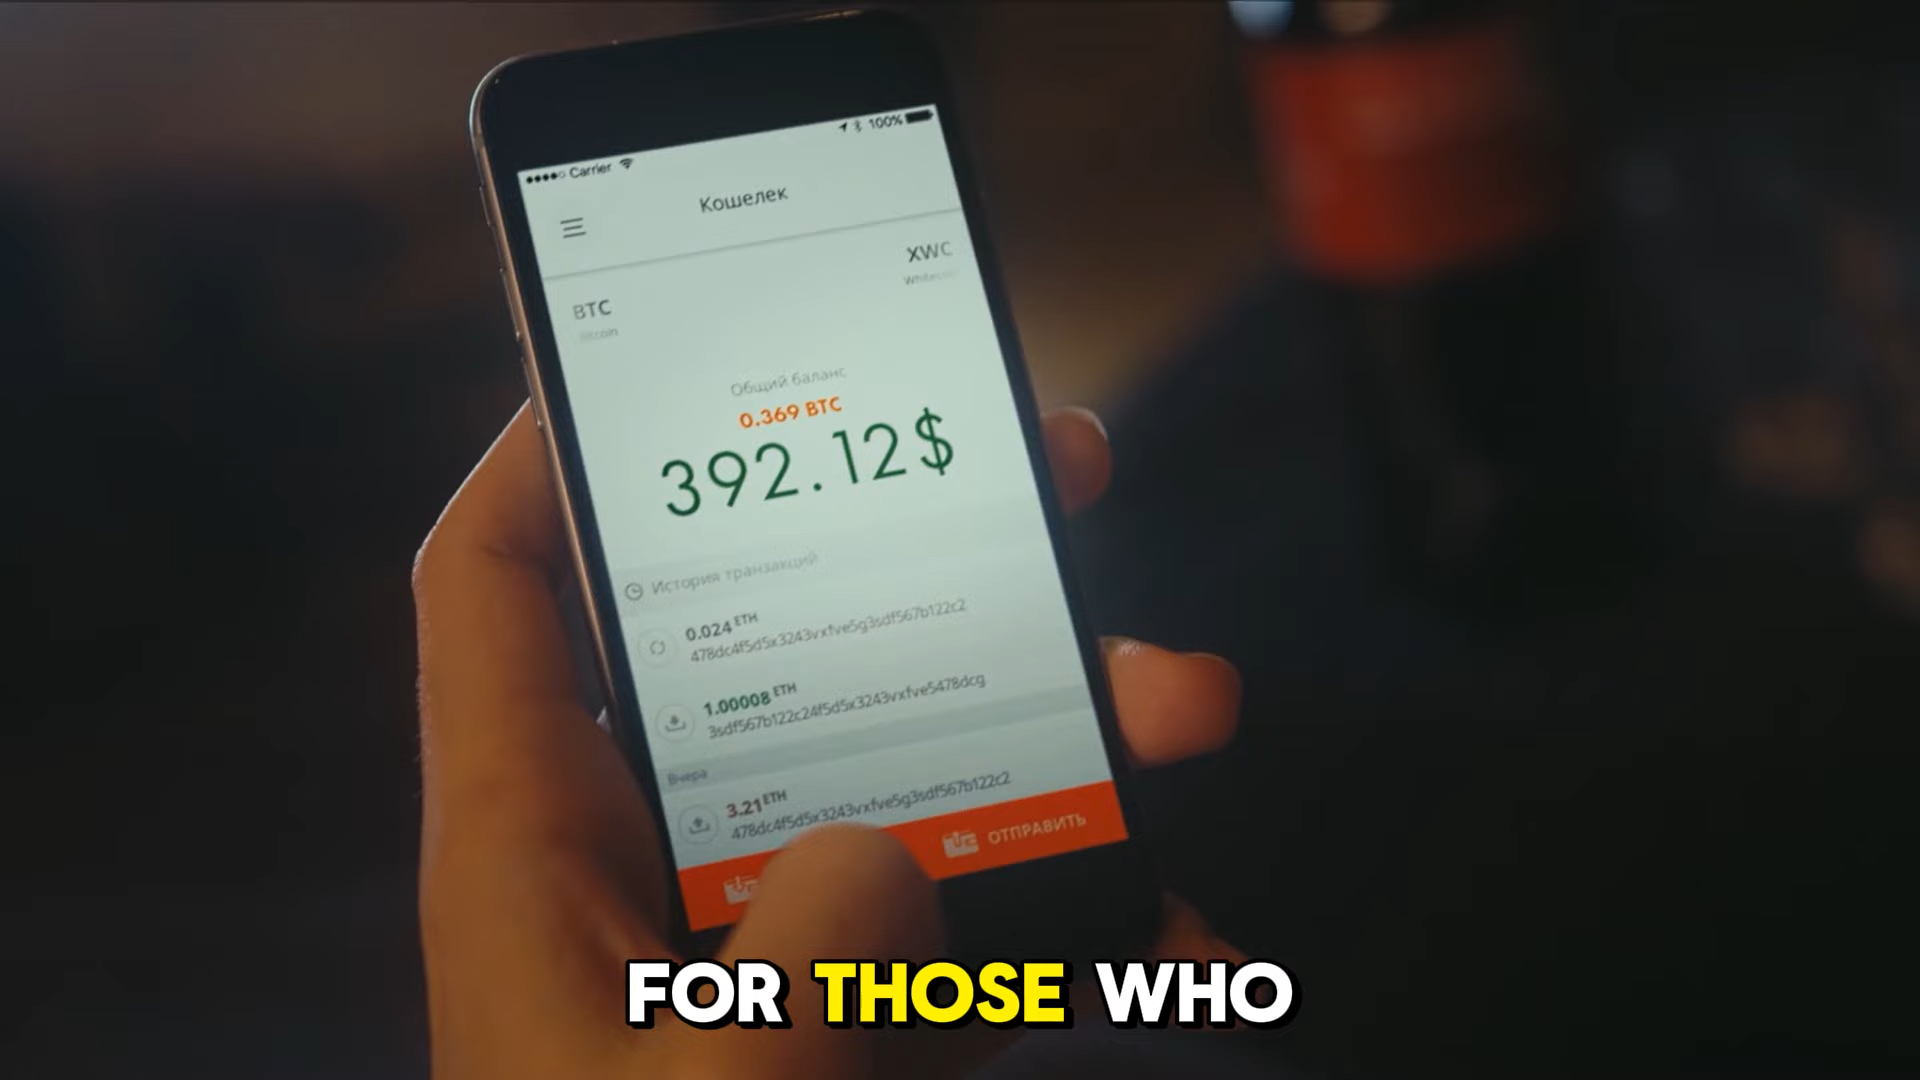 Carrier 100%
Кошелек
XWC
BTC
Bitcoin
Общий баланс
0.369 BTC
392.12$
История транзакций
0.024 ETH
478dc4f5d5x3243vxfve5g3sdf567b122c2
1.00008 ETH
3sdf567b122c24f5d5x3243vxfve5478dcg
Вчера
3.21 ETH
478dc4f5d5x3243vxfve5g3sdf567b122c2
ОТПРАВИТЬ
FOR THOSE WHO